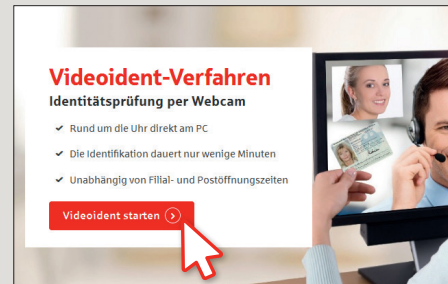 Videoident-Verfahren
Identitätsprüfung per Webcam
Rund um die Uhr direkt am PC
Die Identifikation dauert nur wenige Minuten
Unabhängig von Filial- und Postöffnungszeiten
Videoident starten